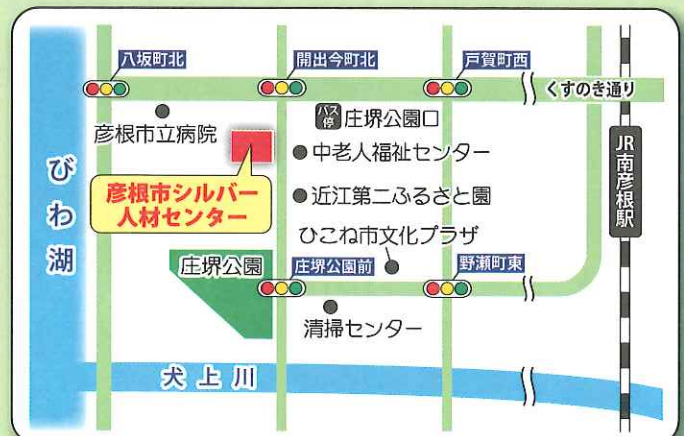 八坂町北
開出今町北
戸賀町西
くすのき通り
バス停 庄堺公園口
彦根市立病院
中老人福祉センター
JR南彦根駅
びわ湖
彦根市シルバー
人材センター
近江第二ふるさと園
ひこね市文化プラザ
庄堺公園
庄堺公園前
野瀬町東
清掃センター
犬上川